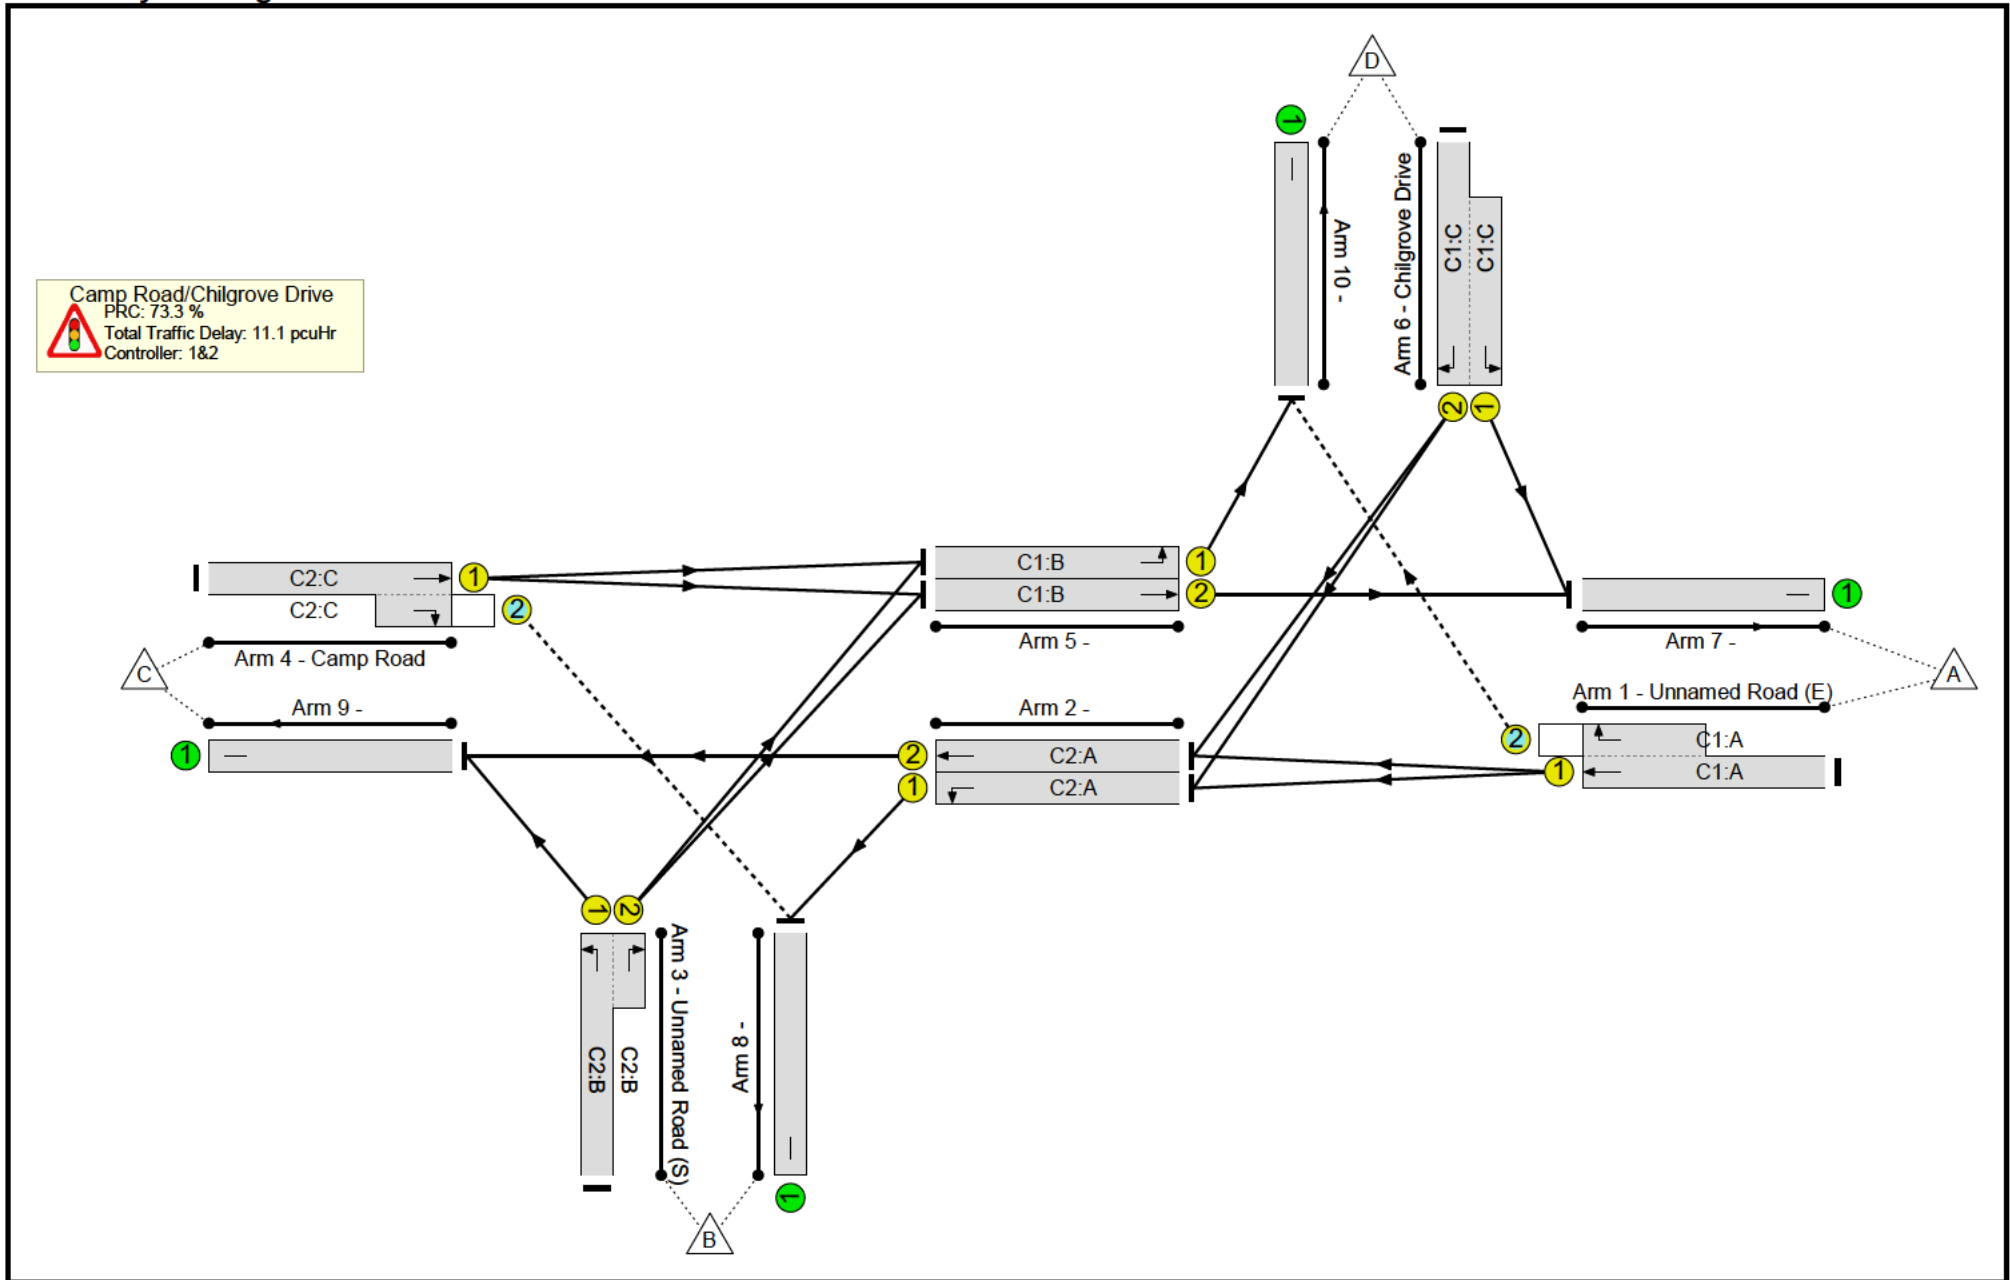 D
1
Arm 10 -
Arm 6 - Chilgrove Drive
C1:C
C1:C
2
1
Camp Road/Chilgrove Drive
PRC: 73.3 %
Total Traffic Delay: 11.1 pcuHr
Controller: 1&2
C2:C
1
C2:C
2
Arm 4 - Camp Road
C
Arm 9 -
1
C1:B
1
C1:B
2
Arm 5 -
Arm 2 -
2
C2:A
1
C2:A
1
Arm 7 -
A
Arm 1 - Unnamed Road (E)
2
C1:A
1
C1:A
1
2
C2:B
C2:B
Arm 3 - Unnamed Road (S)
Arm 8 -
1
B